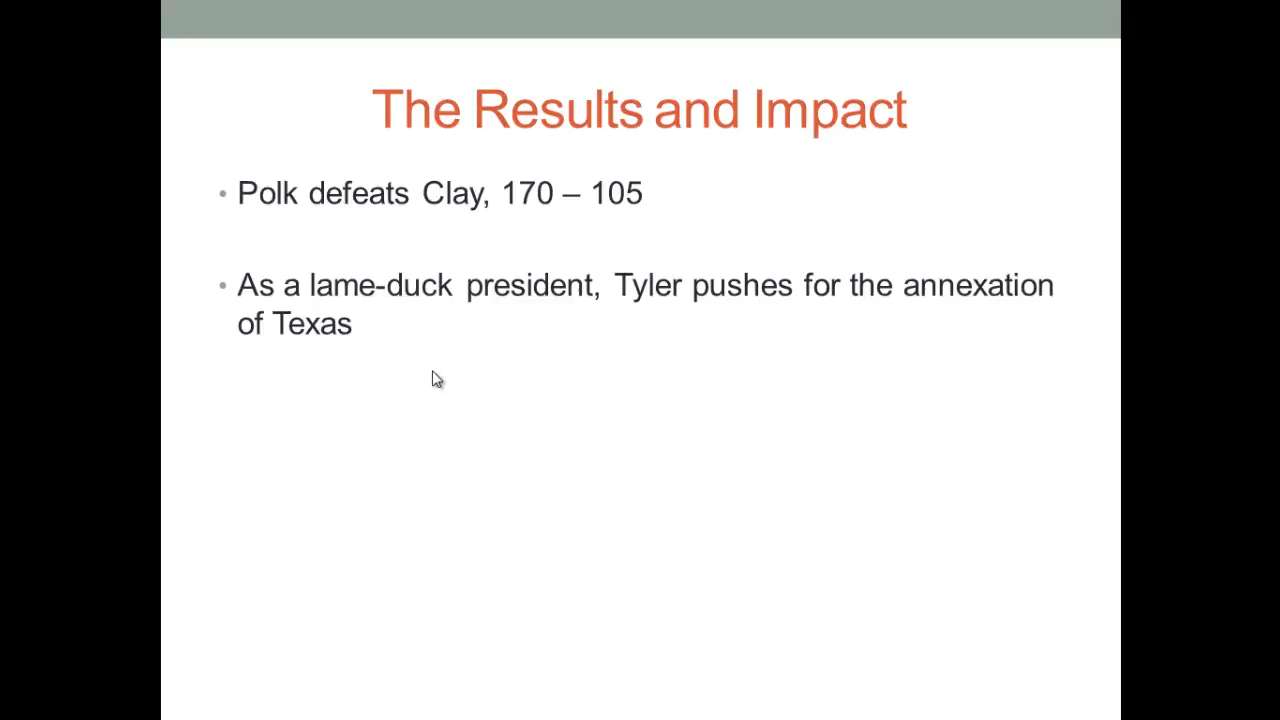 The Results and Impact
• Polk defeats Clay, 170 – 105
• As a lame-duck president, Tyler pushes for the annexation
of Texas